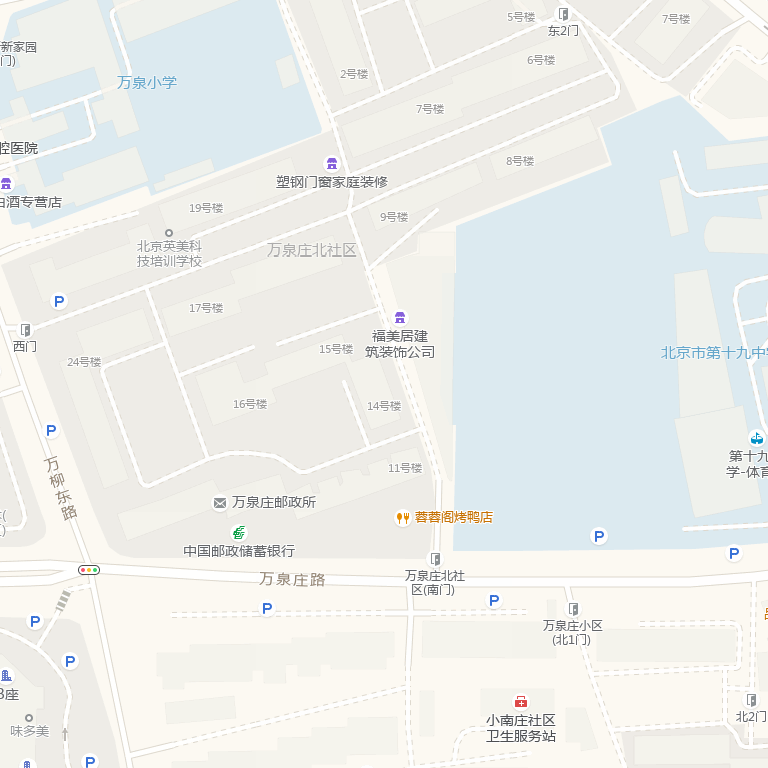 5号楼
东2门
7号楼
新家园
门)
6号楼
万泉小学
2号楼
7号楼
腔医院
8号楼
塑钢门窗家庭装修
白酒专营店
19号楼
9号楼
北京英美科
技培训学校
万泉庄北社区
P
17号楼
福美居建
筑装饰公司
西门
15号楼
北京市第十九中学
24号楼
16号楼
14号楼
P
第十九
学-体育
万柳东路
11号楼
万泉庄邮政所
蓉蓉阁烤鸭店
P
中国邮政储蓄银行
P
万泉庄路
万泉庄北社
区(南门)
P
P
P
万泉庄小区
(北1门)
P
3座
小南庄社区
卫生服务站
北2门
味多美
P